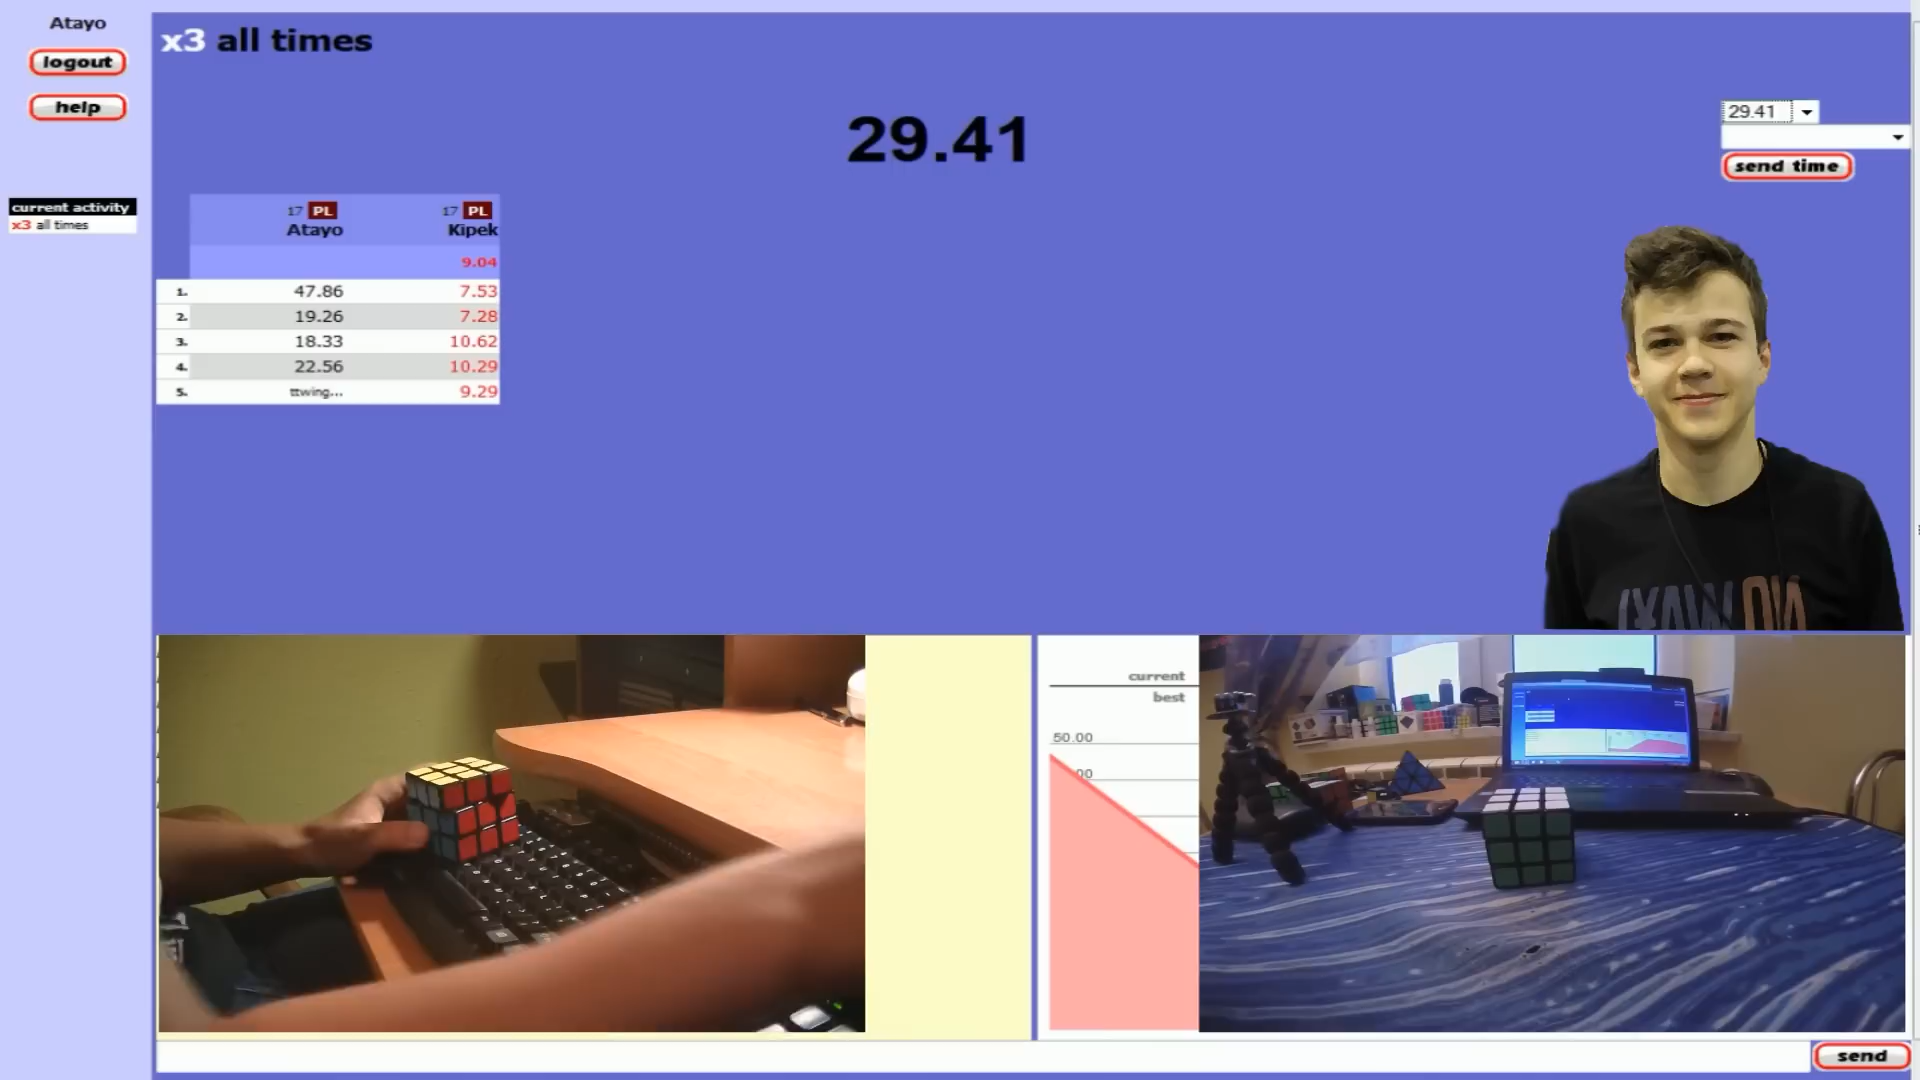 Atayo
logout
help
current activity
x3 all times
x3 all times
29.41
29.41
send time
17 PL 17 PL
Atayo Kipek
9.04
1. 47.86 7.53
2. 19.26 7.28
3. 18.33 10.62
4. 22.56 10.29
5. ttwing... 9.29
current
best
50.00
00
send